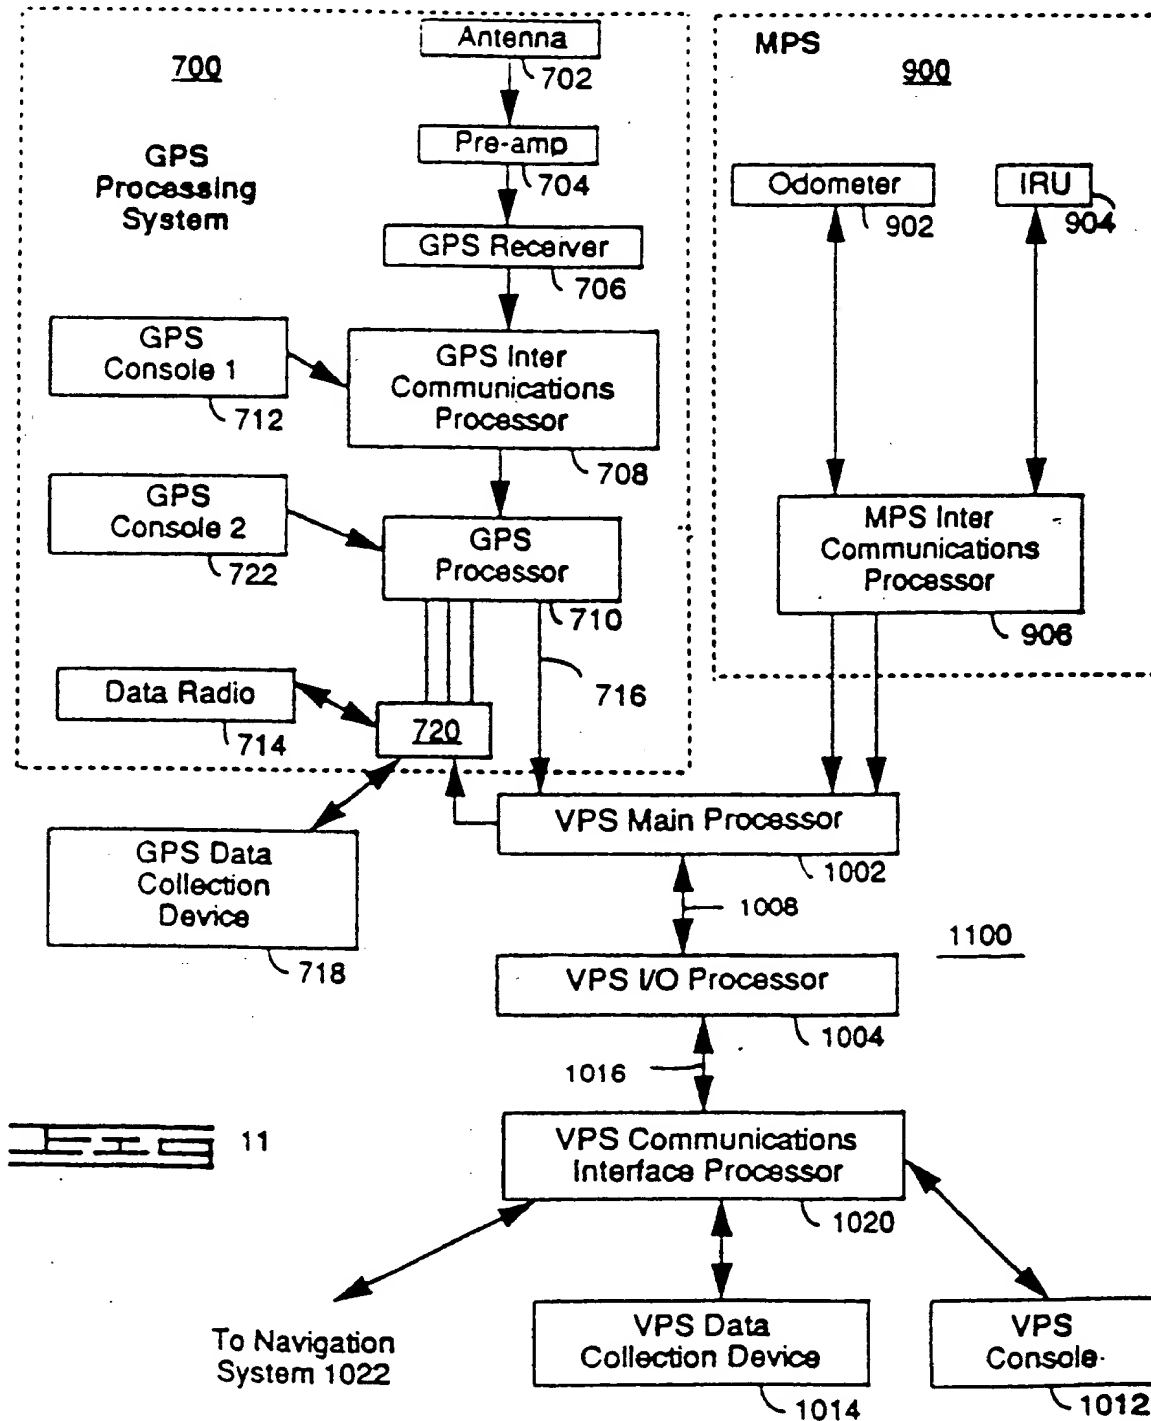 700
GPS
Processing
System
Antenna
702
Pre-amp
704
GPS Receiver
706
GPS
Console 1
712
GPS Inter
Communications
Processor
708
GPS
Console 2
722
GPS
Processor
710
716
Data Radio
714
720
GPS Data
Collection
Device
718
MPS
900
Odometer
902
IRU
904
MPS Inter
Communications
Processor
906
VPS Main Processor
1002
1008
1100
VPS I/O Processor
1004
1016
11
VPS Communications
Interface Processor
1020
To Navigation
System 1022
VPS Data
Collection Device
1014
VPS
Console
1012